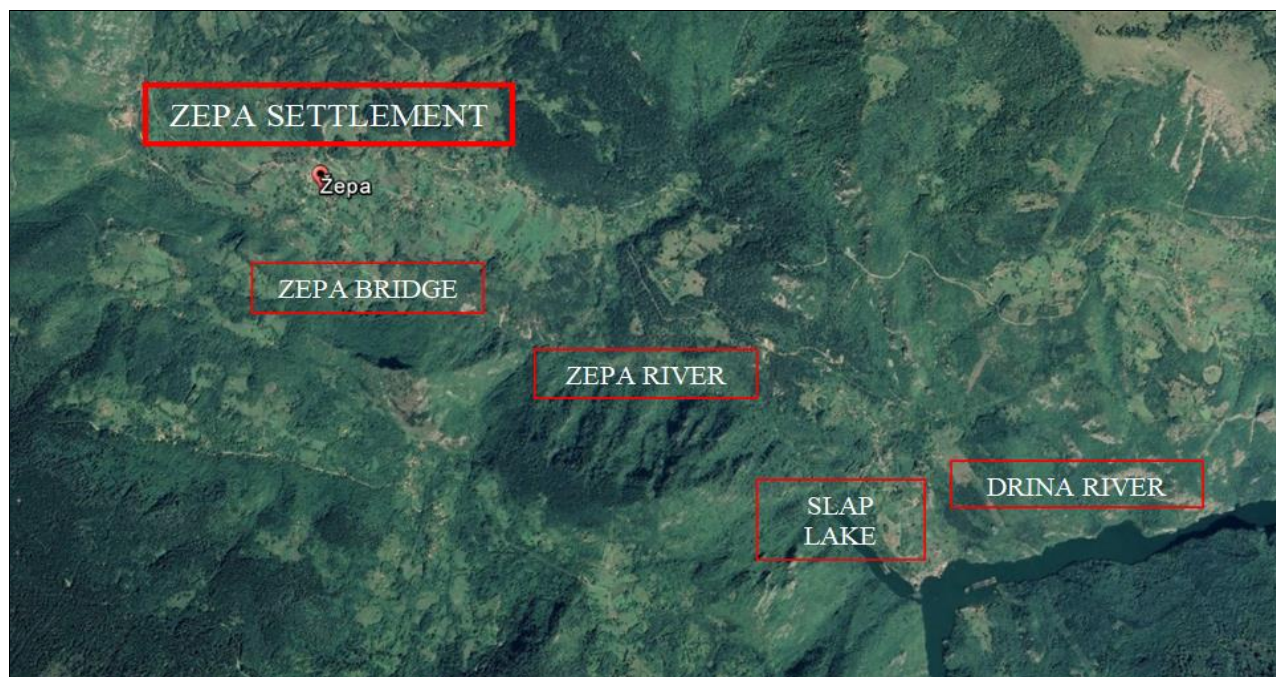 ZEPA SETTLEMENT
Žepa
ZEPA BRIDGE
ZEPA RIVER
DRINA RIVER
SLAP
LAKE